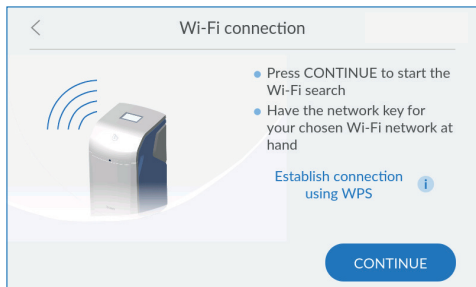 Wi-Fi connection
Press CONTINUE to start the
Wi-Fi search
Have the network key for
your chosen Wi-Fi network at
hand
Establish connection
using WPS
i
CONTINUE